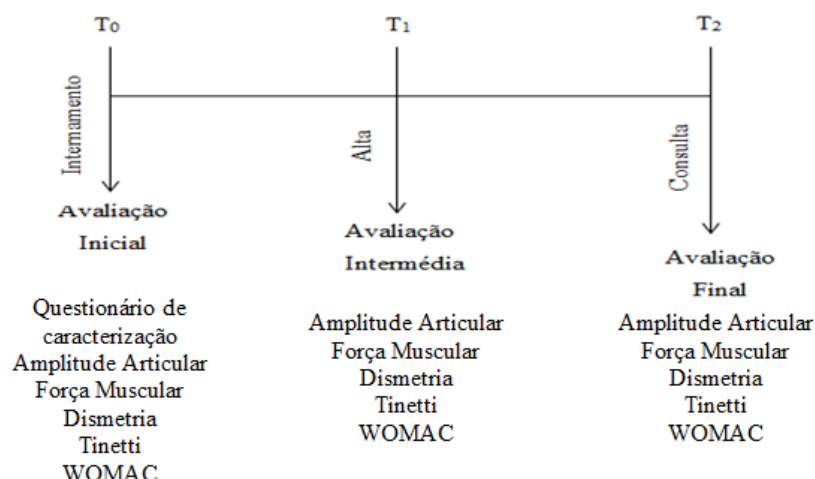 T0
T1
T2
Internamento
Alta
Consulta
Avaliação
Inicial
Avaliação
Intermédia
Avaliação
Final
Questionário de
caracterização
Amplitude Articular
Força Muscular
Dismetria
Tinetti
WOMAC
Amplitude Articular
Força Muscular
Dismetria
Tinetti
WOMAC
Amplitude Articular
Força Muscular
Dismetria
Tinetti
WOMAC